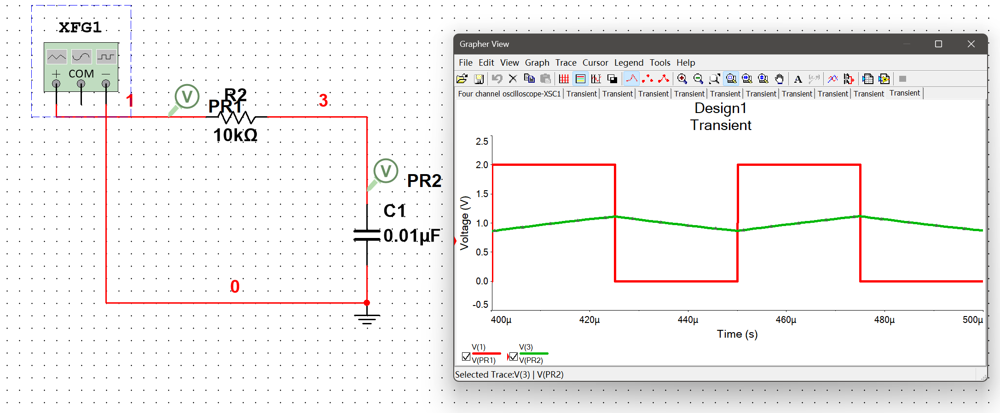 XFG1
+ COM −
1
V
PR1
R2
10kΩ
3
V
PR2
C1
0.01µF
0
Grapher View
File Edit View Graph Trace Cursor Legend Tools Help
A
Four channel oscilloscope-XSC1 Transient Transient Transient Transient Transient Transient Transient Transient Transient Transient
Design1
Transient
2.5
2.0
1.5
1.0
0.5
0.0
-0.5
Voltage (V)
400µ 420µ 440µ 460µ 480µ 500µ
Time (s)
V(1) V(3)
V(PR1) V(PR2)
Selected Trace:V(3) | V(PR2)